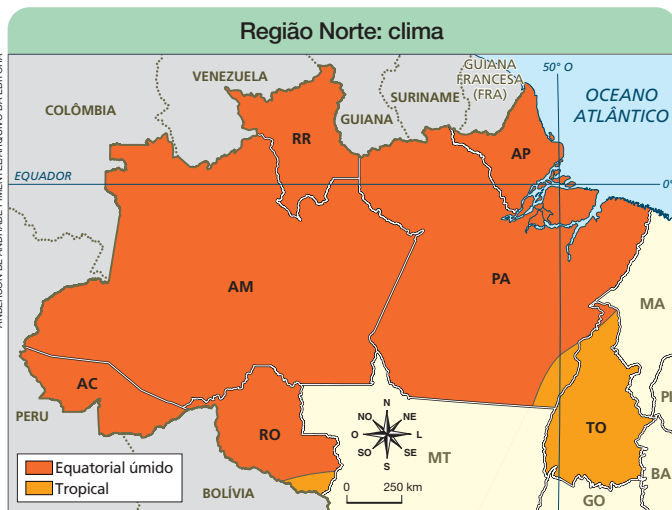 Região Norte: clima
VENEZUELA
GUIANA
FRANCESA
(FRA)
50° O
COLÔMBIA
SURINAME
OCEANO
ATLÂNTICO
GUIANA
RR
AP
EQUADOR
0°
AM
PA
MA
AC
PERU
RO
TO
MT
N
NO
NE
O
L
SO
SE
S
BA
BOLÍVIA
GO
0
250 km
Equatorial úmido
Tropical